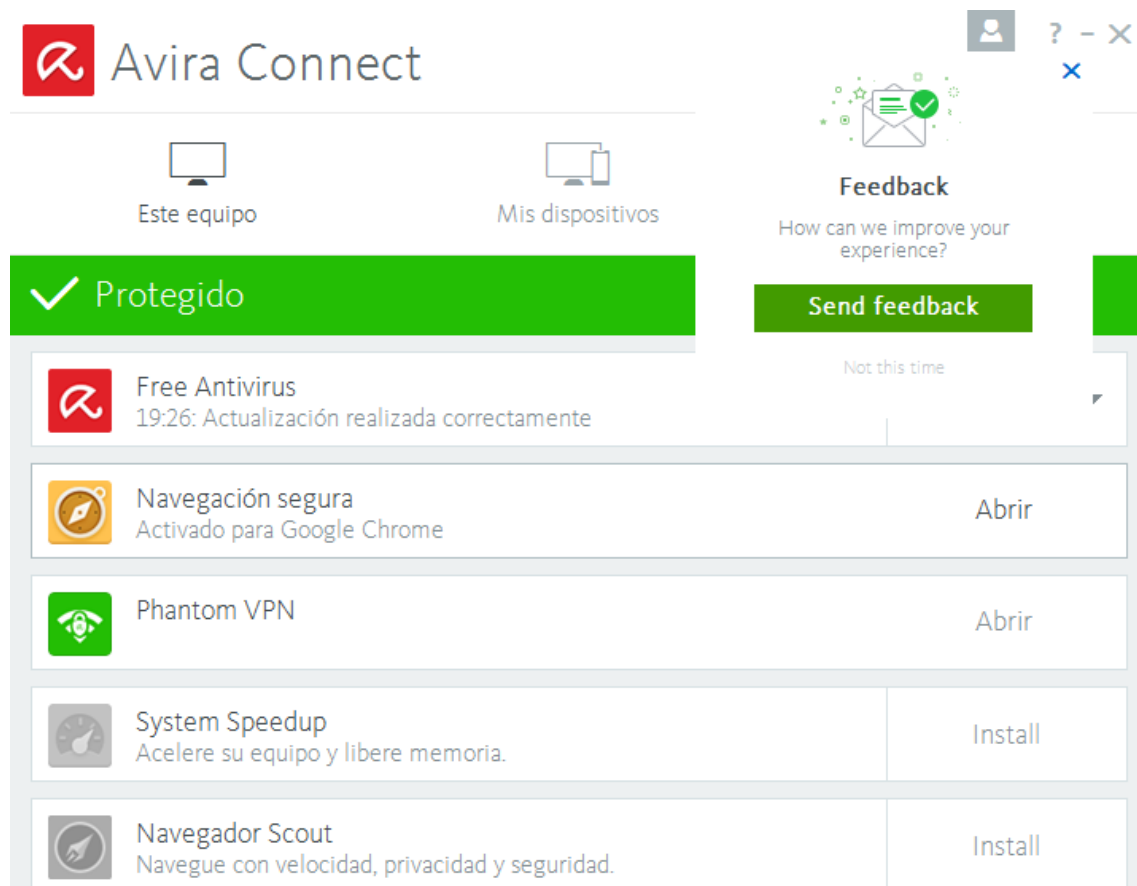 Avira Connect
?
Este equipo
Mis dispositivos
Feedback
How can we improve your
experience?
Send feedback
Not this time
Protegido
Free Antivirus
19:26: Actualización realizada correctamente
Navegación segura
Activado para Google Chrome
Abrir
Phantom VPN
Abrir
System Speedup
Acelere su equipo y libere memoria.
Install
Navegador Scout
Navegue con velocidad, privacidad y seguridad.
Install